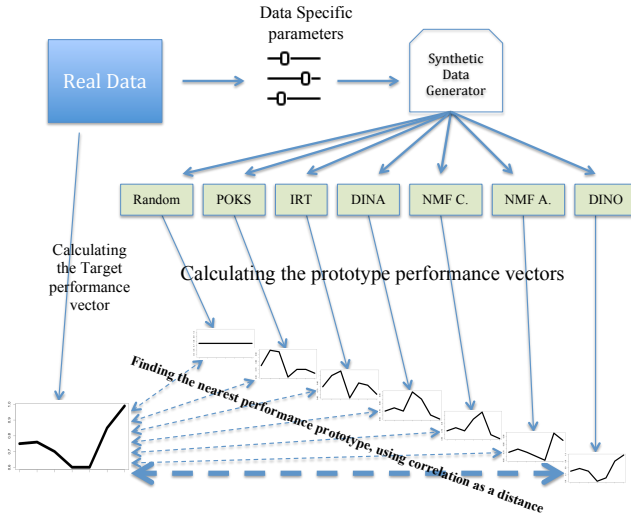 Data Specific
parameters
Real Data
Synthetic
Data
Generator
Random
POKS
IRT
DINA
NMF C.
NMF A.
DINO
Calculating
the Target
performance
vector
Calculating the prototype performance vectors
Finding the nearest performance prototype, using correlation as a distance